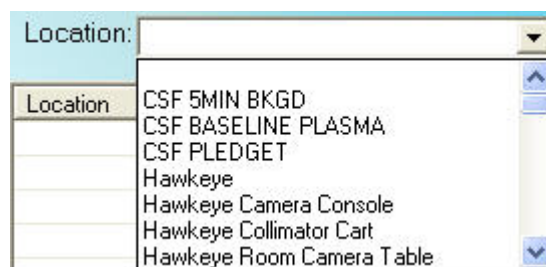 Location:
Location
CSF 5MIN BKGD
CSF BASELINE PLASMA
CSF PLEDGET
Hawkeye
Hawkeye Camera Console
Hawkeye Collimator Cart
Hawkeye Room Camera Table